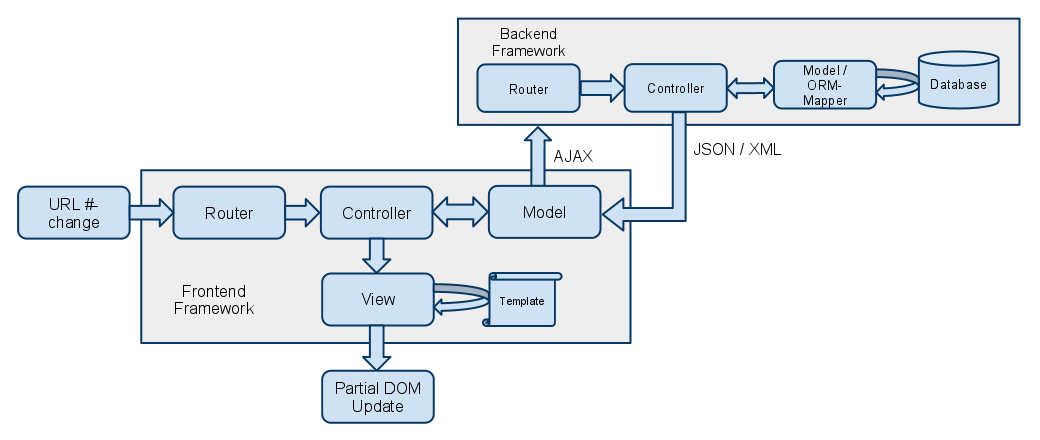 Backend
Framework
Router
Controller
Model /
ORM-
Mapper
Database
AJAX
JSON / XML
URL #-
change
Router
Controller
Model
Frontend
Framework
View
Template
Partial DOM
Update